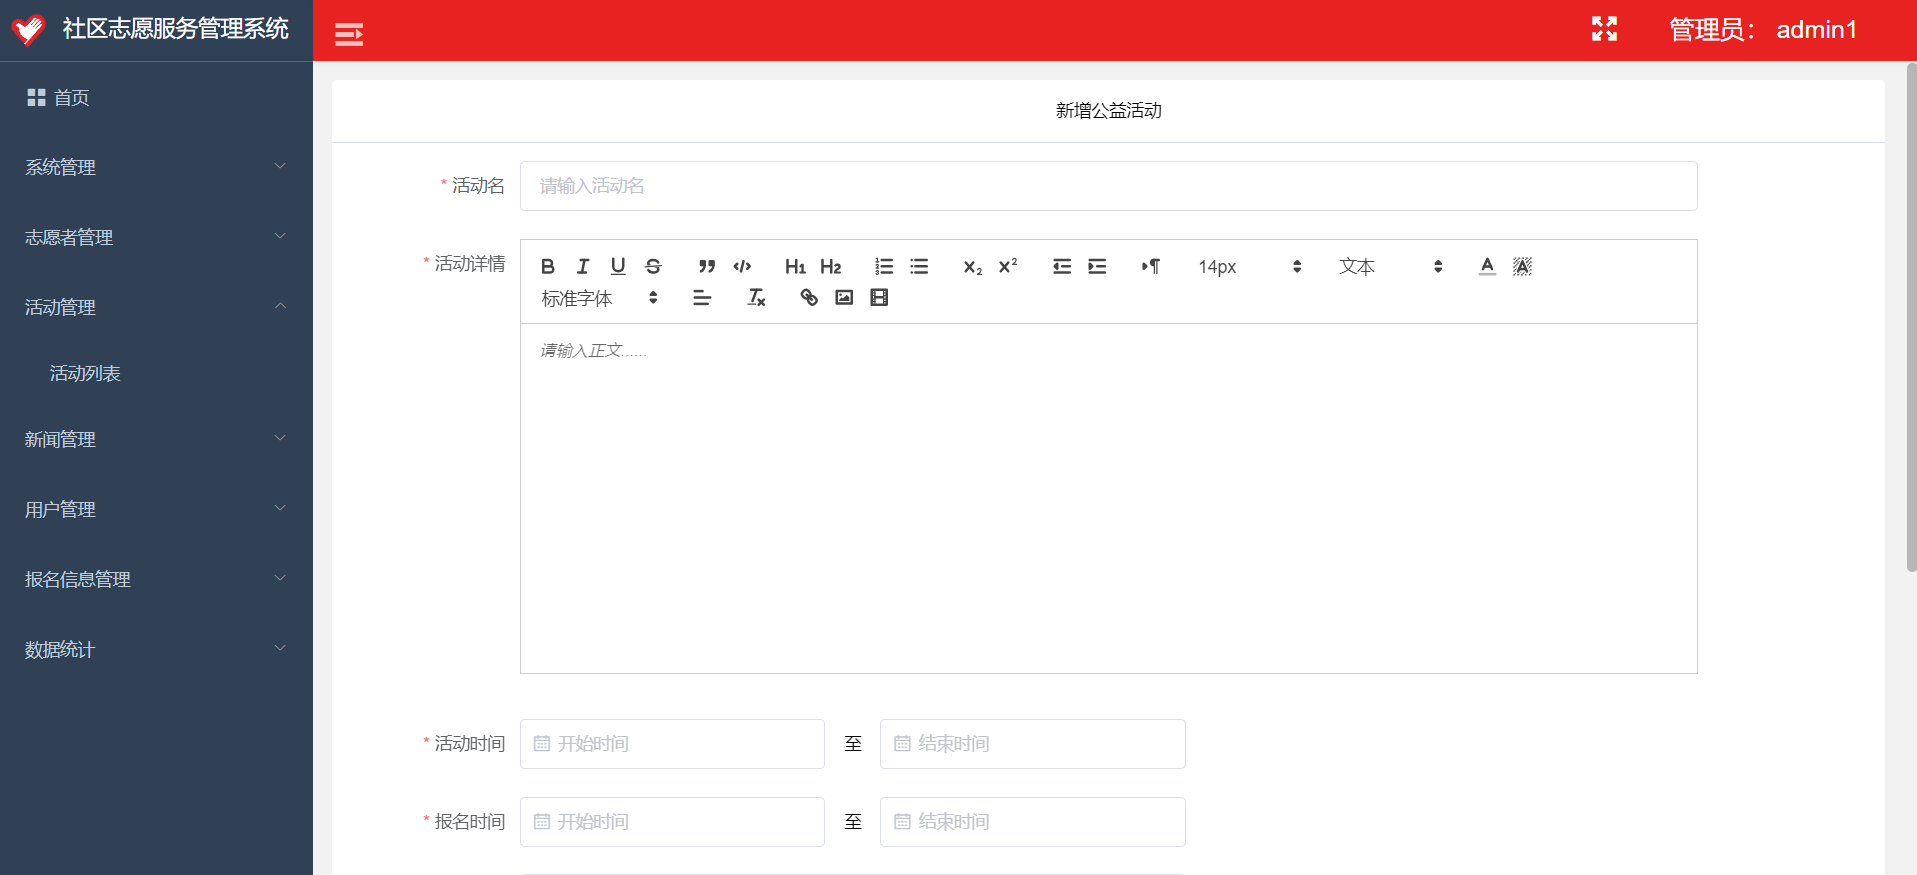 社区志愿服务管理系统
管理员： admin1
首页
系统管理
志愿者管理
活动管理
活动列表
新闻管理
用户管理
报名信息管理
数据统计
新增公益活动
* 活动名
请输入活动名
* 活动详情
14px
文本
标准字体
请输入正文......
* 活动时间
开始时间
至
结束时间
* 报名时间
开始时间
至
结束时间